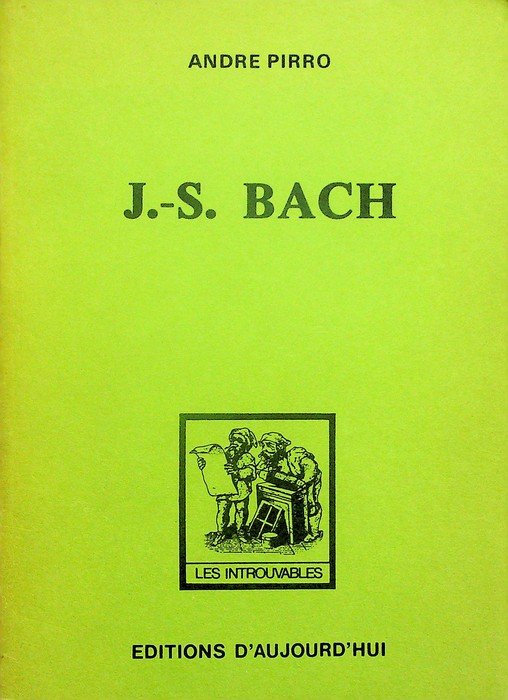 ANDRE PIRRO
J.-S. BACH
LES INTROUVABLES
EDITIONS D'AUJOURD'HUI